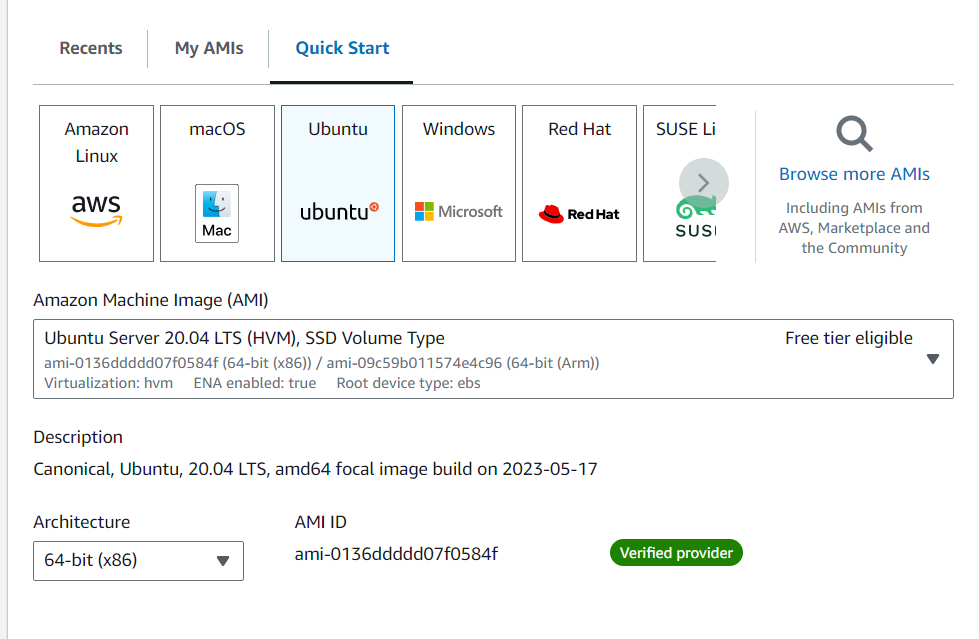 Recents
My AMIs
Quick Start
Amazon
Linux
aws
macOS
Mac
Ubuntu
ubuntu
Windows
Microsoft
Red Hat
Red Hat
SUSE Li
SUS
Browse more AMIs
Including AMIs from
AWS, Marketplace and
the Community
Amazon Machine Image (AMI)
Ubuntu Server 20.04 LTS (HVM), SSD Volume Type
Free tier eligible
ami-0136ddddd07f0584f (64-bit (x86)) / ami-09c59b011574e4c96 (64-bit (Arm))
Virtualization: hvm ENA enabled: true Root device type: ebs
Description
Canonical, Ubuntu, 20.04 LTS, amd64 focal image build on 2023-05-17
Architecture
64-bit (x86)
AMI ID
ami-0136ddddd07f0584f
Verified provider